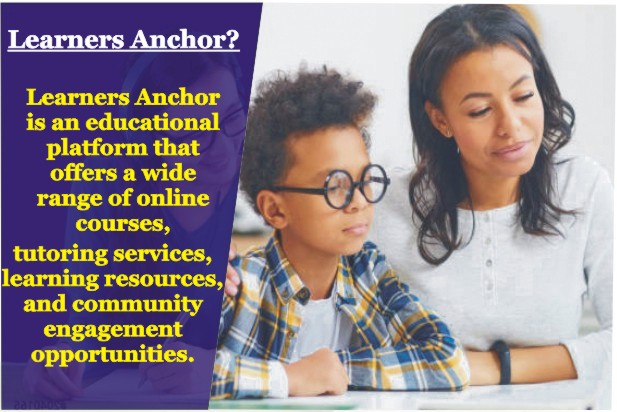 Learners Anchor?
Learners Anchor
is an educational
platform that
offers a wide
range of online
courses,
tutoring services,
learning resources,
and community
engagement
opportunities.